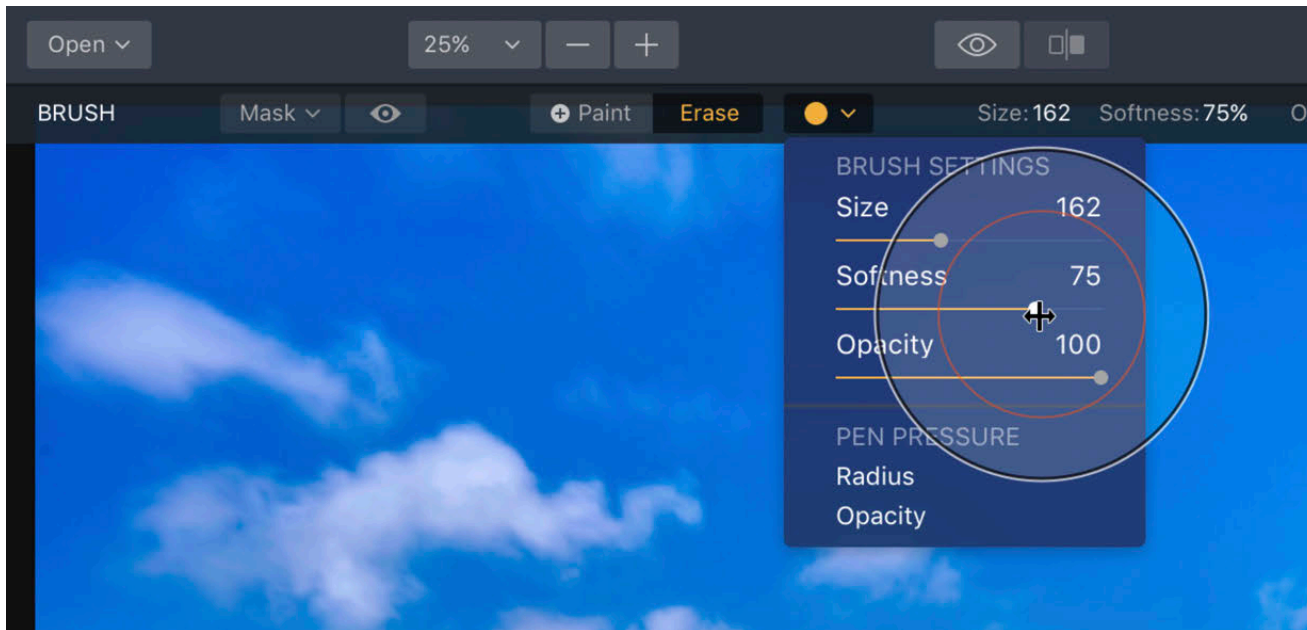 Open
25%
BRUSH Mask Paint Erase Size: 162 Softness: 75% O
BRUSH SETTINGS
Size 162
Softness 75
Opacity 100
PEN PRESSURE
Radius
Opacity